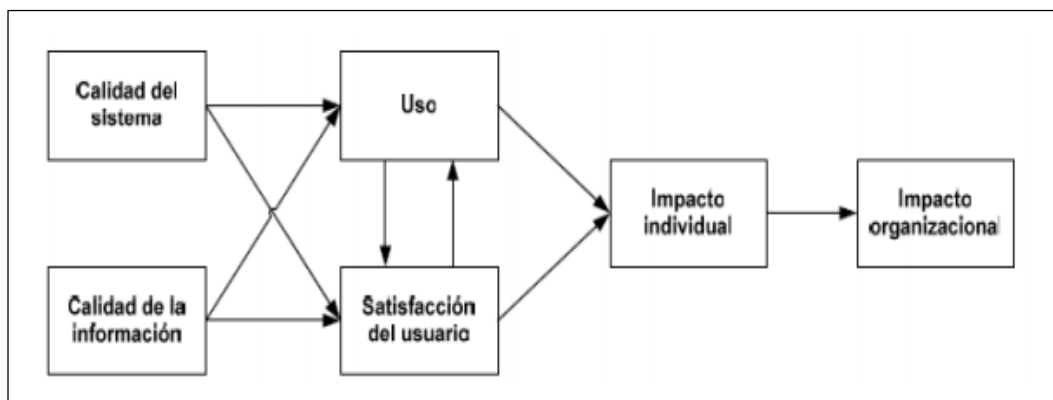 Calidad del
sistema
Uso
Calidad de la
información
Satisfacción
del usuario
Impacto
individual
Impacto
organizacional